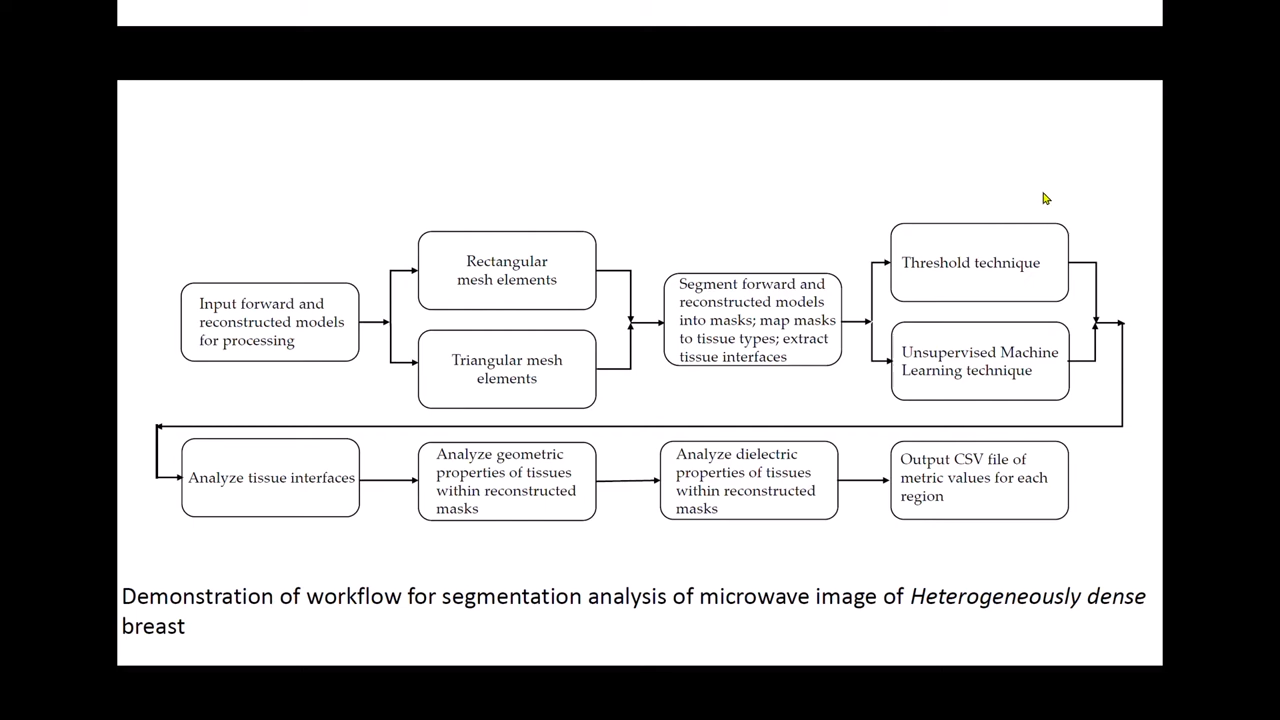 Input forward and
reconstructed models
for processing
Rectangular
mesh elements
Triangular mesh
elements
Segment forward and
reconstructed models
into masks; map masks
to tissue types; extract
tissue interfaces
Threshold technique
Unsupervised Machine
Learning technique
Analyze tissue interfaces
Analyze geometric
properties of tissues
within reconstructed
masks
Analyze dielectric
properties of tissues
within reconstructed
masks
Output CSV file of
metric values for each
region
Demonstration of workflow for segmentation analysis of microwave image of Heterogeneously dense
breast